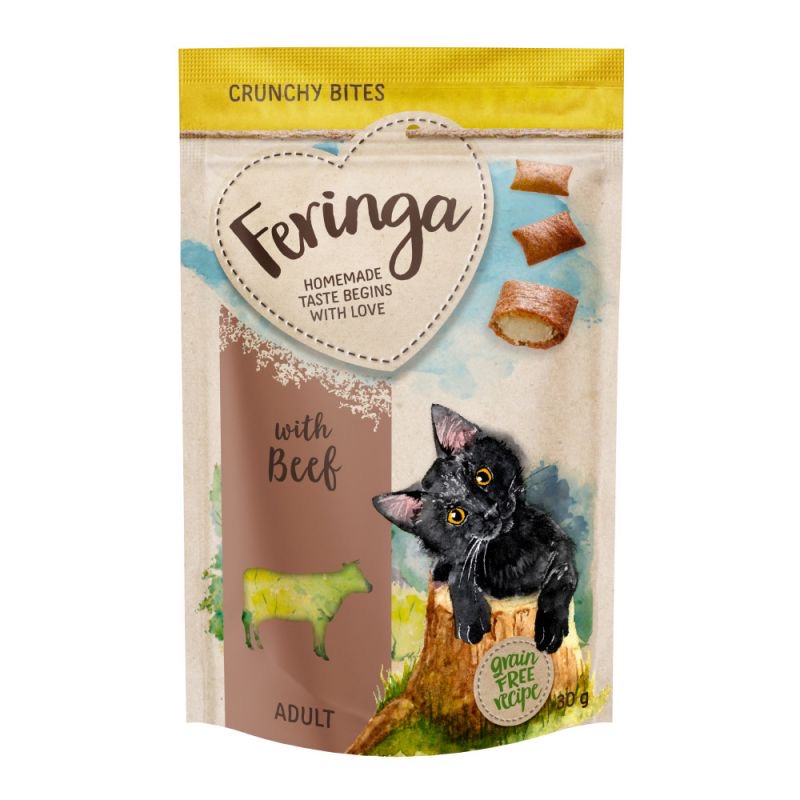 CRUNCHY BITES
Feringa
HOMEMADE
TASTE BEGINS
WITH LOVE
with
Beef
grain
FREE
recipe
ADULT
30 g